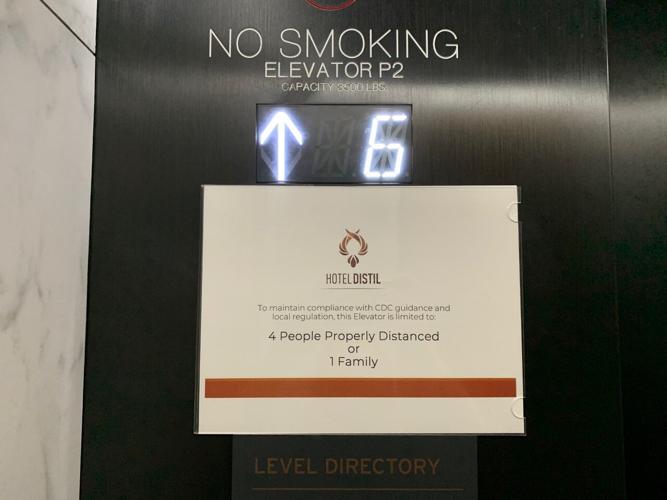 NO SMOKING
ELEVATOR P2
CAPACITY 3500 LBS.
↑ 6
HOTEL DISTIL
To maintain compliance with CDC guidance and
local regulation, this Elevator is limited to:
4 People Properly Distanced
or
1 Family
LEVEL DIRECTORY